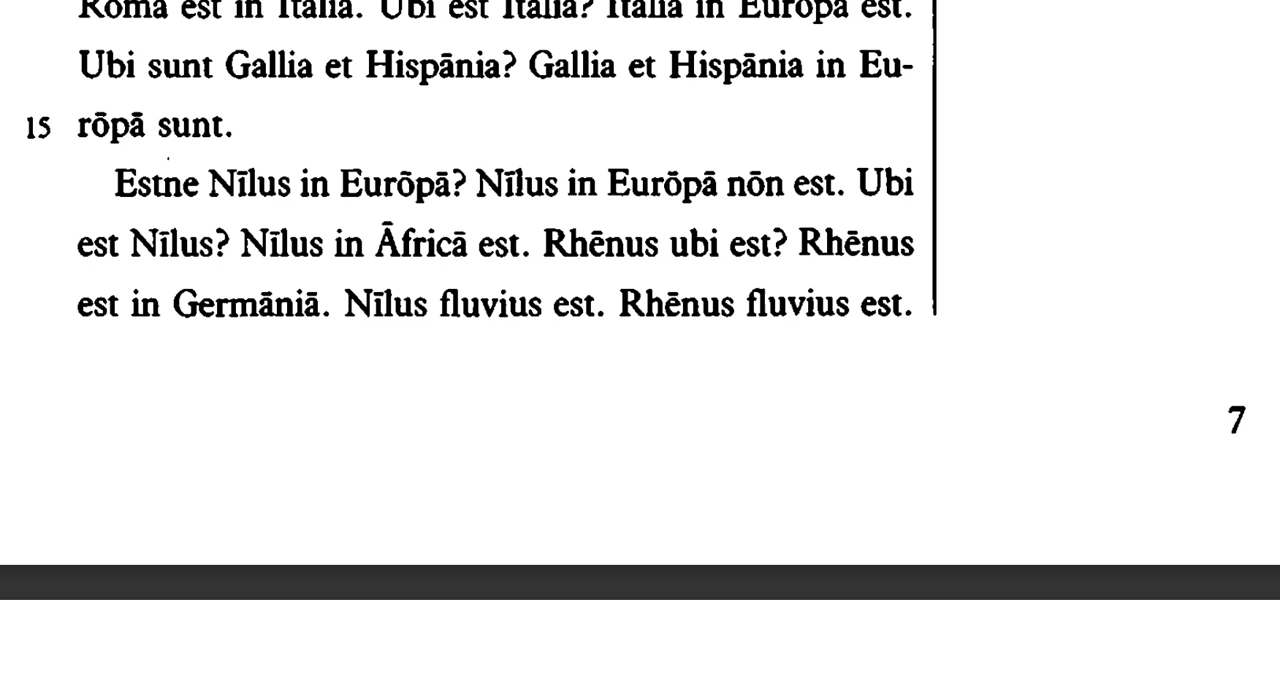 Rōma est in Italiā. Ubi est Italia? Italia in Eurōpā est.
Ubi sunt Gallia et Hispānia? Gallia et Hispānia in Eu-
15 rōpā sunt.
Estne Nīlus in Eurōpā? Nīlus in Eurōpā nōn est. Ubi
est Nīlus? Nīlus in Āfricā est. Rhēnus ubi est? Rhēnus
est in Germāniā. Nīlus fluvius est. Rhēnus fluvius est.
7